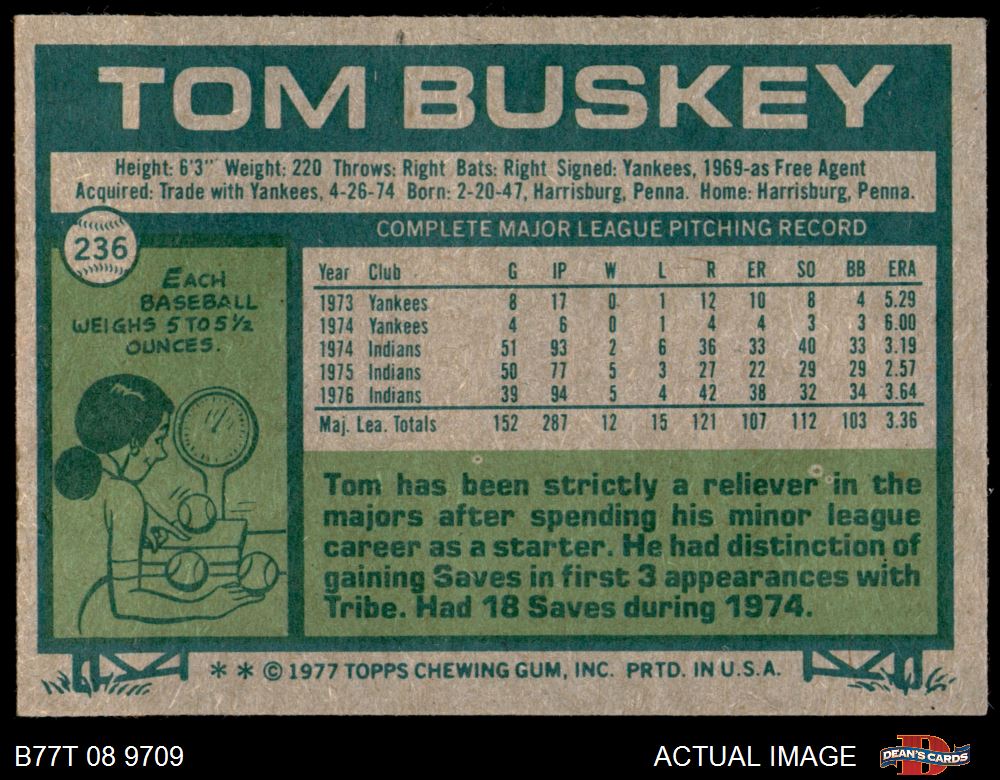 TOM BUSKEY
Height: 6'3" Weight: 220 Throws: Right Bats: Right Signed: Yankees, 1969-as Free Agent
Acquired: Trade with Yankees, 4-26-74 Born: 2-20-47, Harrisburg, Penna. Home: Harrisburg, Penna.
236
EACH
BASEBALL
WEIGHS 5 TO 5½
OUNCES.
COMPLETE MAJOR LEAGUE PITCHING RECORD
Year Club G IP W L R ER SO BB ERA
1973 Yankees 8 17 0 1 12 10 8 4 5.29
1974 Yankees 4 6 0 1 4 4 3 3 6.00
1974 Indians 51 93 2 6 36 33 40 33 3.19
1975 Indians 50 77 5 3 27 22 29 29 2.57
1976 Indians 39 94 5 4 42 38 32 34 3.64
Maj. Lea. Totals 152 287 12 15 121 107 112 103 3.36
Tom has been strictly a reliever in the
majors after spending his minor league
career as a starter. He had distinction of
gaining Saves in first 3 appearances with
Tribe. Had 18 Saves during 1974.
** © 1977 TOPPS CHEWING GUM, INC. PRTD. IN U.S.A.
B77T 08 9709
ACTUAL IMAGE
DEAN'S CARDS